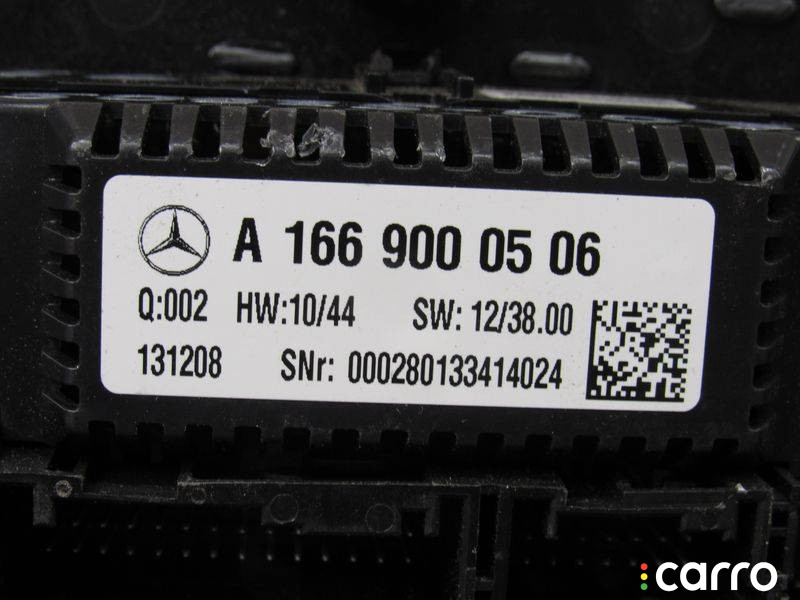 A 166 900 05 06
Q:002 HW:10/44 SW: 12/38.00
131208 SNr: 000280133414024
carro